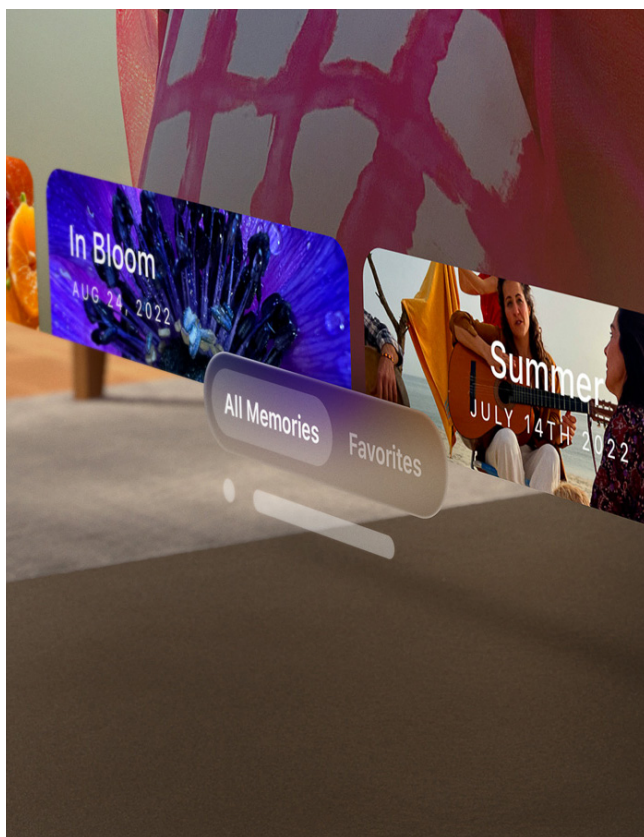 In Bloom
AUG 24, 2022
Summer
JULY 14TH 2022
All Memories
Favorites